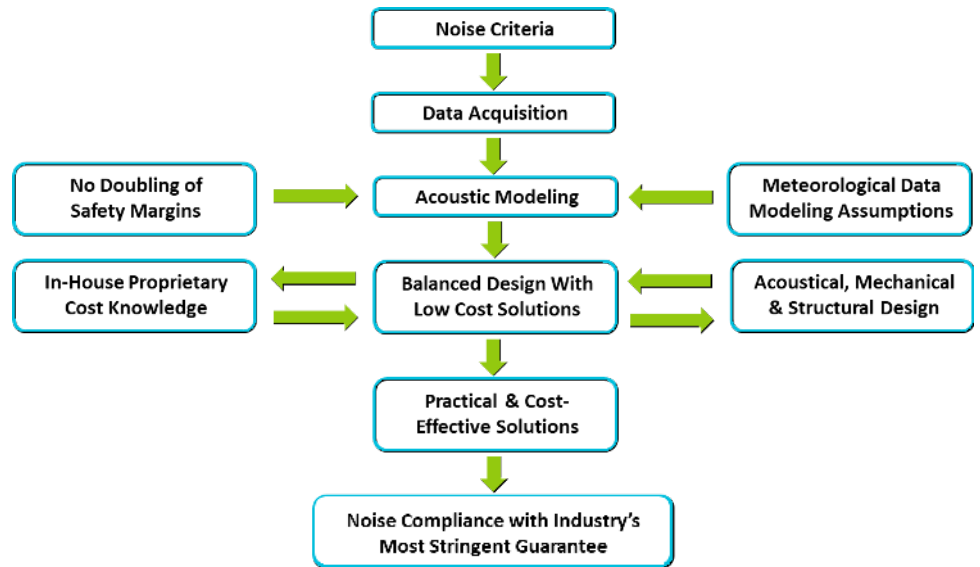 Noise Criteria
Data Acquisition
No Doubling of
Safety Margins
Acoustic Modeling
Meteorological Data
Modeling Assumptions
In-House Proprietary
Cost Knowledge
Balanced Design With
Low Cost Solutions
Acoustical, Mechanical
& Structural Design
Practical & Cost-
Effective Solutions
Noise Compliance with Industry's
Most Stringent Guarantee